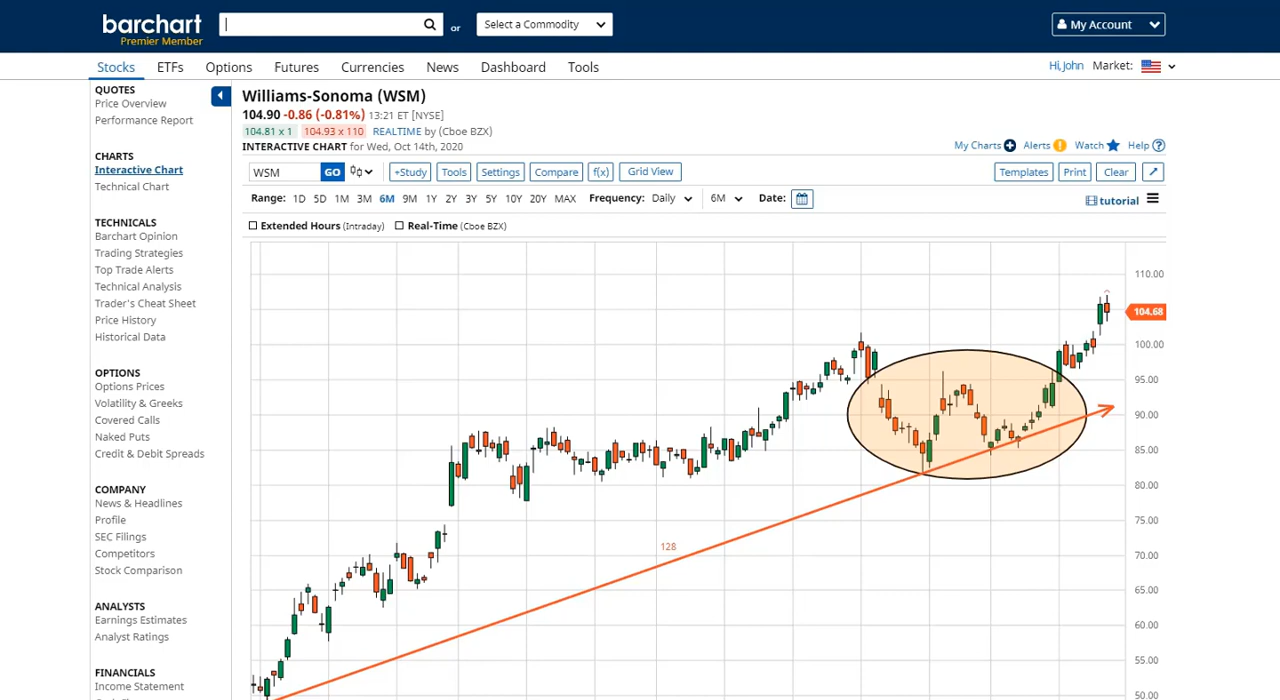 barchart
Premier Member
or
Select a Commodity
My Account
Stocks ETFs Options Futures Currencies News Dashboard Tools
Hi, John Market:
QUOTES
Price Overview
Performance Report
CHARTS
Interactive Chart
Technical Chart
TECHNICALS
Barchart Opinion
Trading Strategies
Top Trade Alerts
Technical Analysis
Trader's Cheat Sheet
Price History
Historical Data
OPTIONS
Options Prices
Volatility & Greeks
Covered Calls
Naked Puts
Credit & Debit Spreads
COMPANY
News & Headlines
Profile
SEC Filings
Competitors
Stock Comparison
ANALYSTS
Earnings Estimates
Analyst Ratings
FINANCIALS
Income Statement
Williams-Sonoma (WSM)
104.90 -0.86 (-0.81%) 13:21 ET [NYSE]
104.81 x 1 104.93 x 110 REALTIME by (Cboe BZX)
INTERACTIVE CHART for Wed, Oct 14th, 2020
My Charts Alerts Watch Help
WSM GO +Study Tools Settings Compare f(x) Grid View Templates Print Clear
Range: 1D 5D 1M 3M 6M 9M 1Y 2Y 3Y 5Y 10Y 20Y MAX Frequency: Daily 6M Date:
tutorial
Extended Hours (Intraday) Real-Time (Cboe BZX)
110.00
104.68
100.00
95.00
90.00
85.00
80.00
75.00
70.00
65.00
60.00
55.00
50.00
128